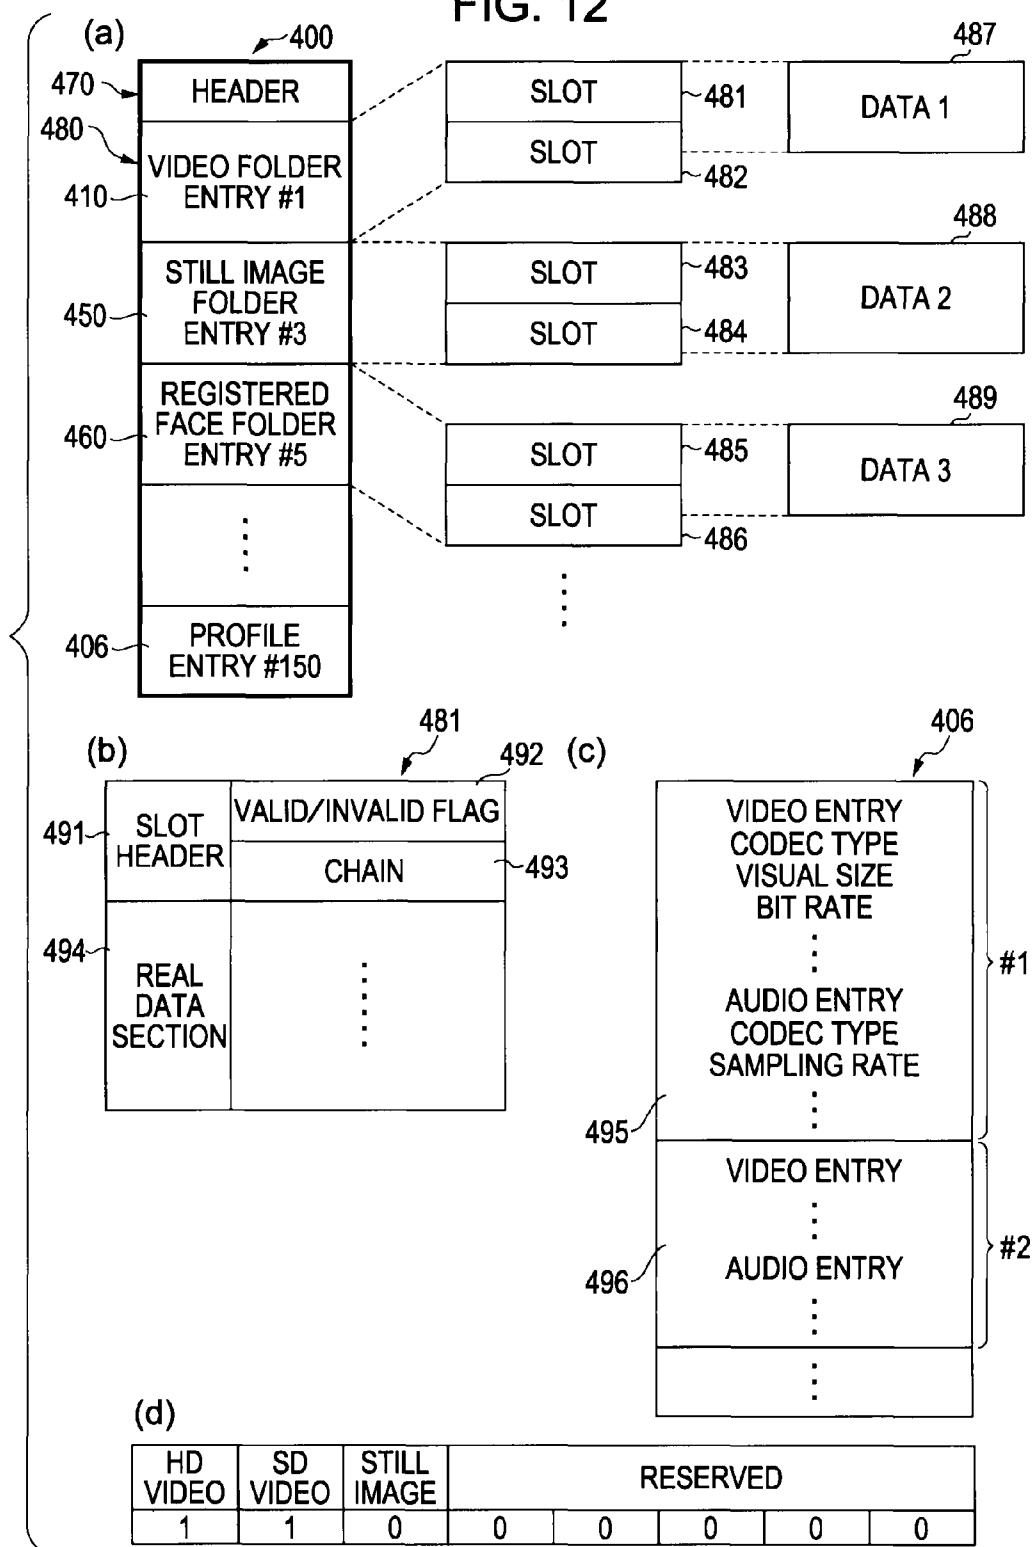 FIG. 12
(a)
400
470
HEADER
480
VIDEO FOLDER
ENTRY #1
410
STILL IMAGE
FOLDER
ENTRY #3
450
REGISTERED
FACE FOLDER
ENTRY #5
460
PROFILE
ENTRY #150
406
SLOT
481
SLOT
482
487
DATA 1
SLOT
483
SLOT
484
488
DATA 2
SLOT
485
SLOT
486
489
DATA 3
(b)
481
492
491
SLOT
HEADER
VALID/INVALID FLAG
CHAIN
493
494
REAL
DATA
SECTION
(c)
406
VIDEO ENTRY
CODEC TYPE
VISUAL SIZE
BIT RATE
AUDIO ENTRY
CODEC TYPE
SAMPLING RATE
495
#1
VIDEO ENTRY
AUDIO ENTRY
496
#2
(d)
HD VIDEO SD VIDEO STILL IMAGE RESERVED
1 1 0 0 0 0 0 0